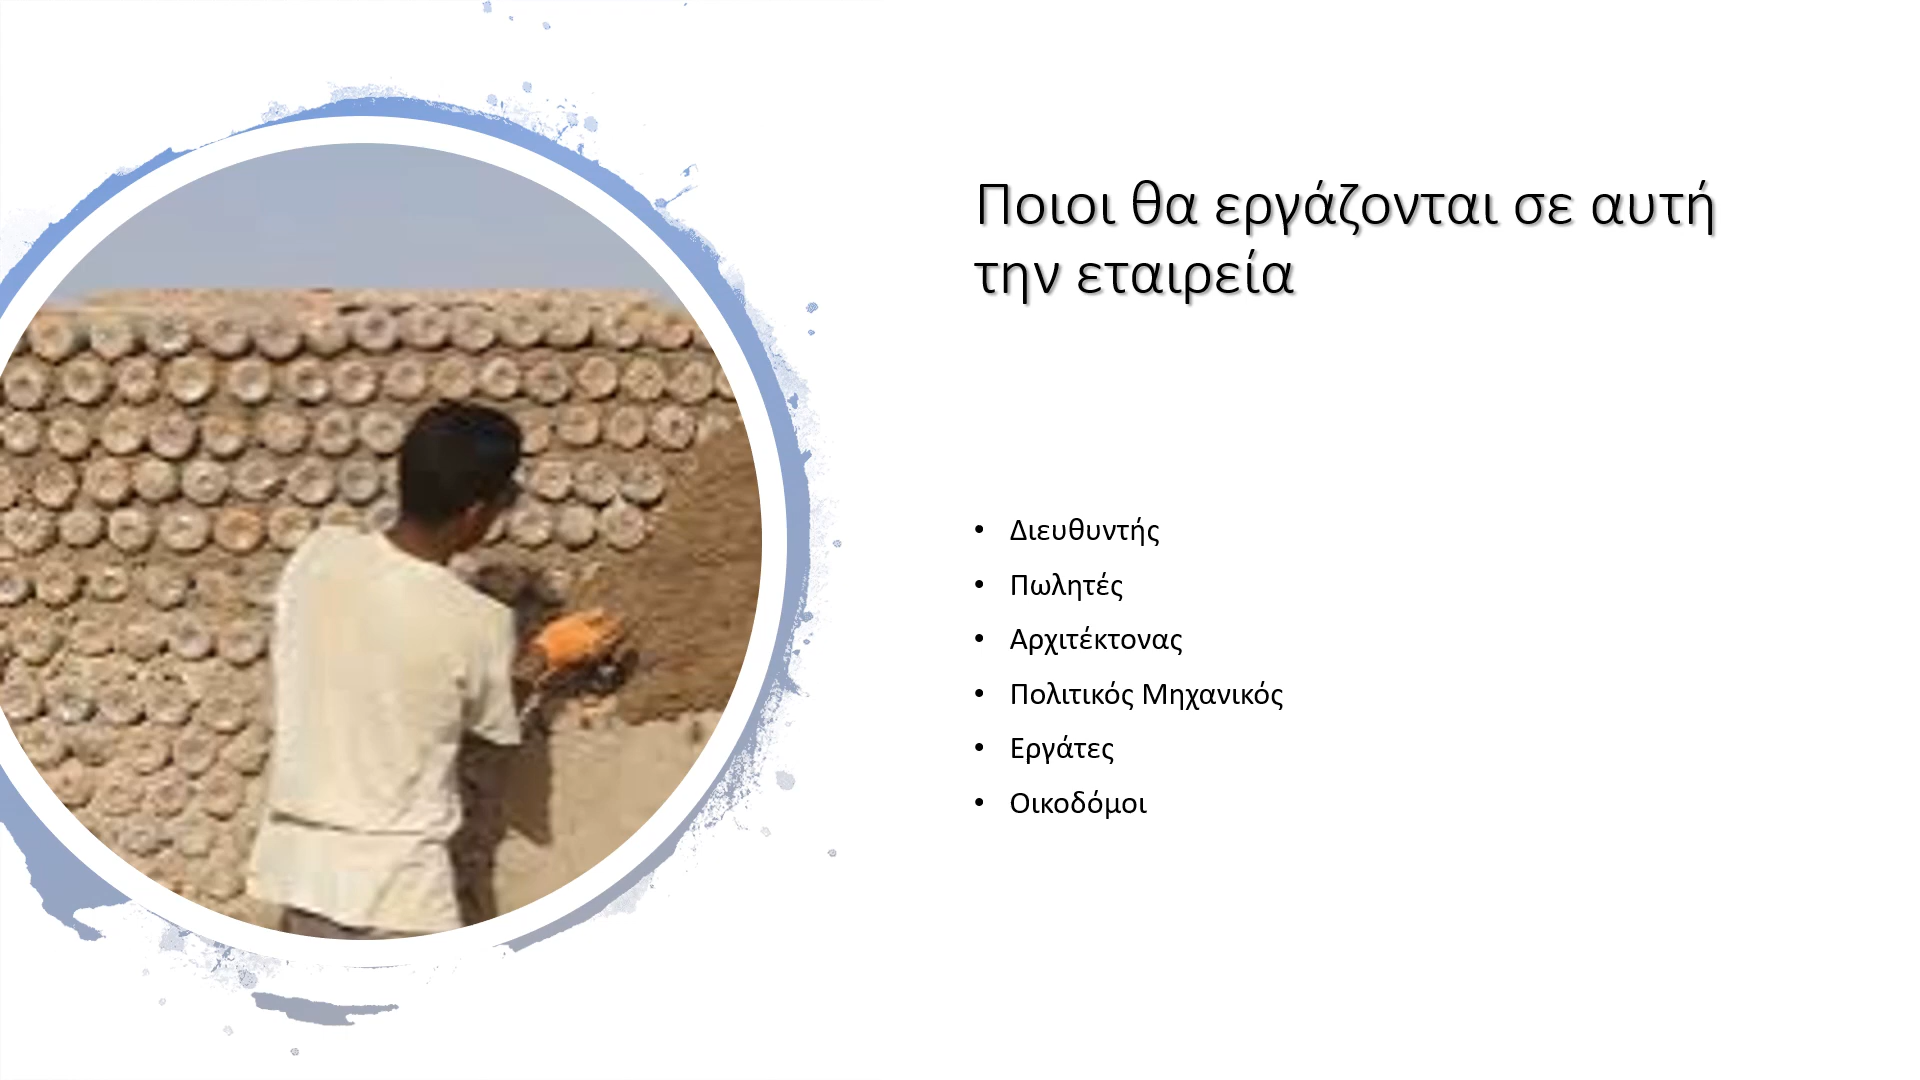 Ποιοι θα εργάζονται σε αυτή
την εταιρεία
• Διευθυντής
• Πωλητές
• Αρχιτέκτονας
• Πολιτικός Μηχανικός
• Εργάτες
• Οικοδόμοι